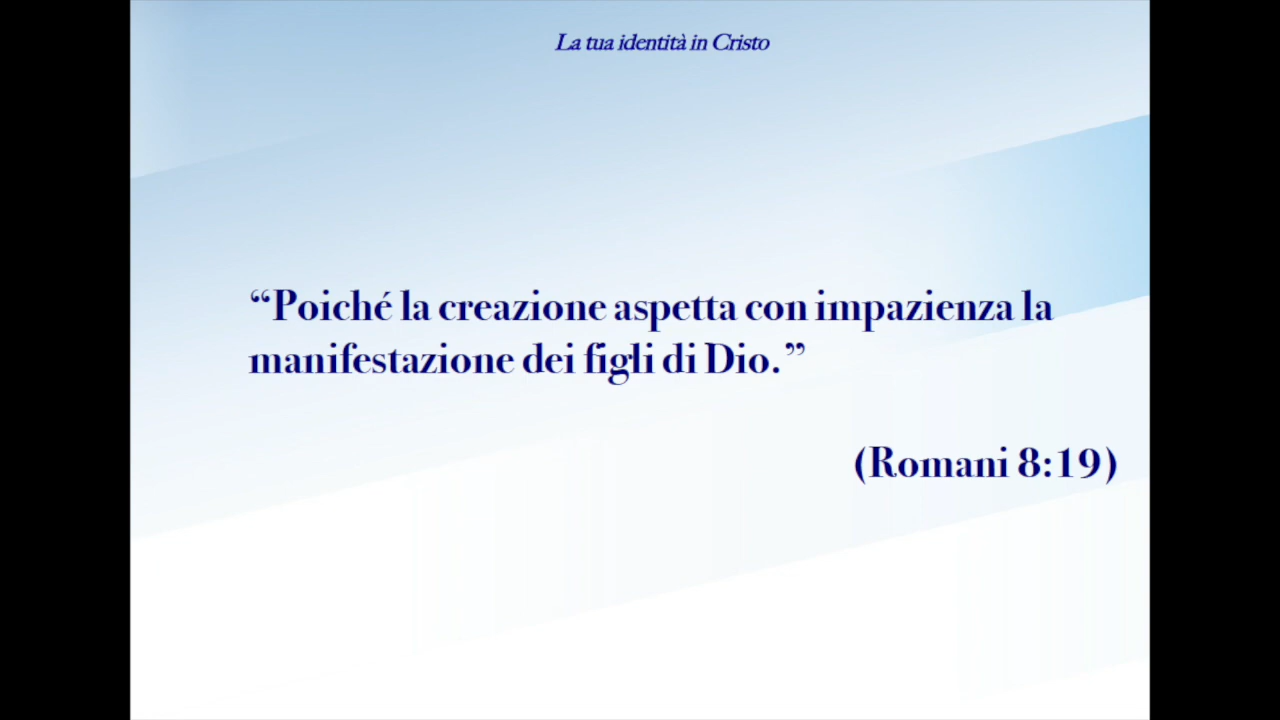 La tua identità in Cristo
“Poiché la creazione aspetta con impazienza la
manifestazione dei figli di Dio.”
(Romani 8:19)